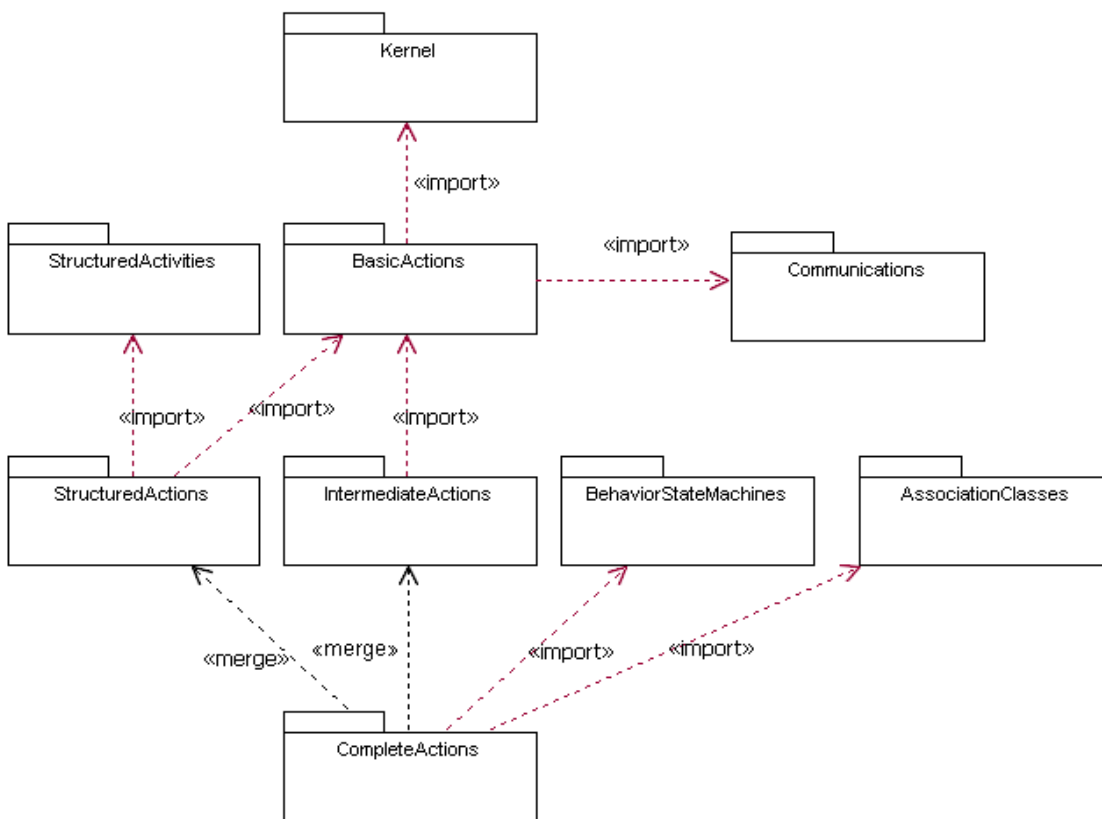 Kernel
«import»
StructuredActivities
BasicActions
«import»
Communications
«import»
«import»
«import»
StructuredActions
IntermediateActions
BehaviorStateMachines
AssociationClasses
«merge»
«merge»
«import»
«import»
CompleteActions